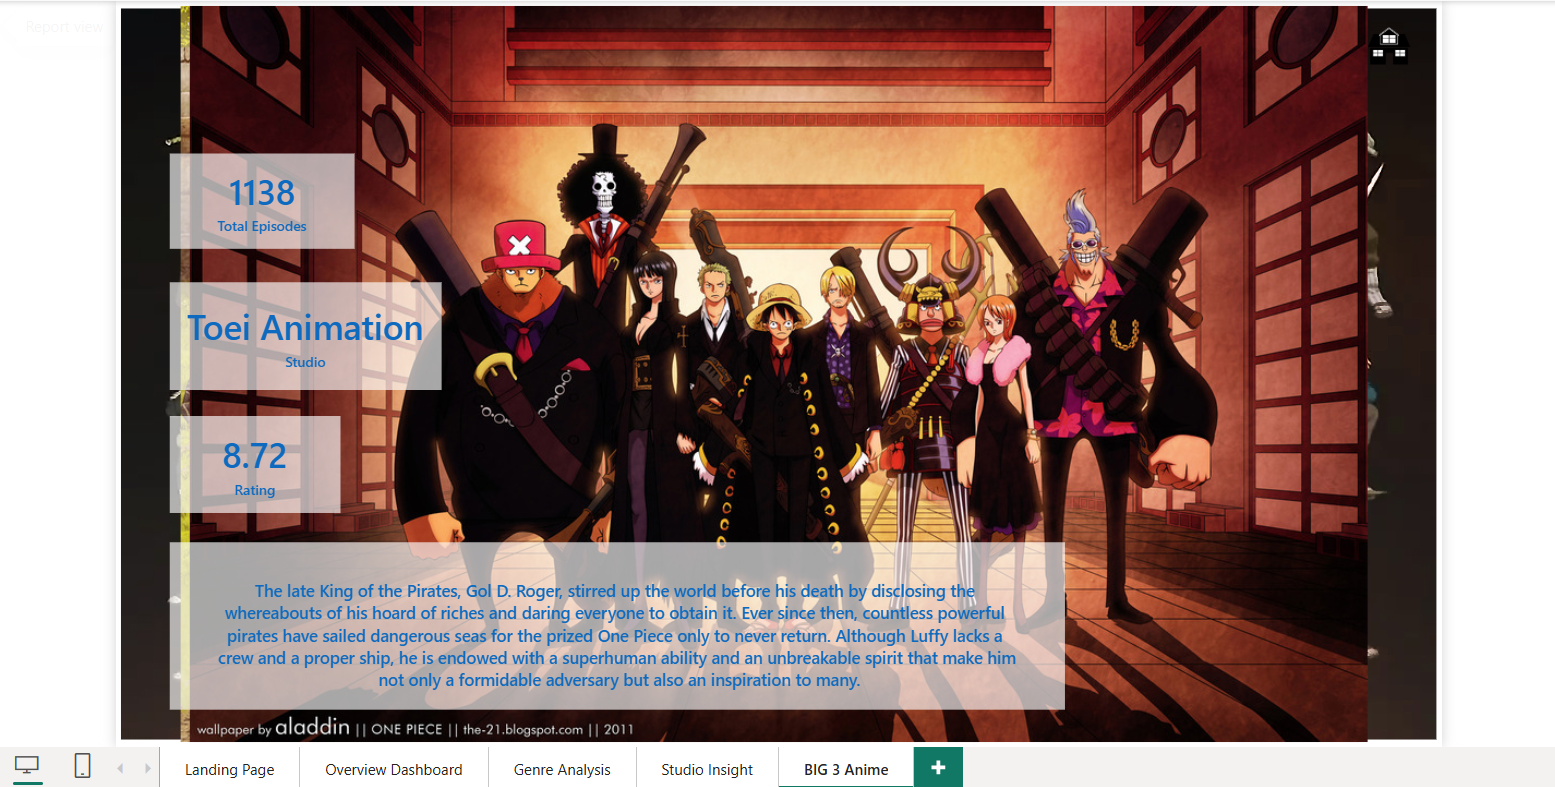 Report view
1138
Total Episodes
Toei Animation
Studio
8.72
Rating
The late King of the Pirates, Gol D. Roger, stirred up the world before his death by disclosing the
whereabouts of his hoard of riches and daring everyone to obtain it. Ever since then, countless powerful
pirates have sailed dangerous seas for the prized One Piece only to never return. Although Luffy lacks a
crew and a proper ship, he is endowed with a superhuman ability and an unbreakable spirit that make him
not only a formidable adversary but also an inspiration to many.
wallpaper by aladdin || ONE PIECE || the-21.blogspot.com || 2011
Landing Page
Overview Dashboard
Genre Analysis
Studio Insight
BIG 3 Anime